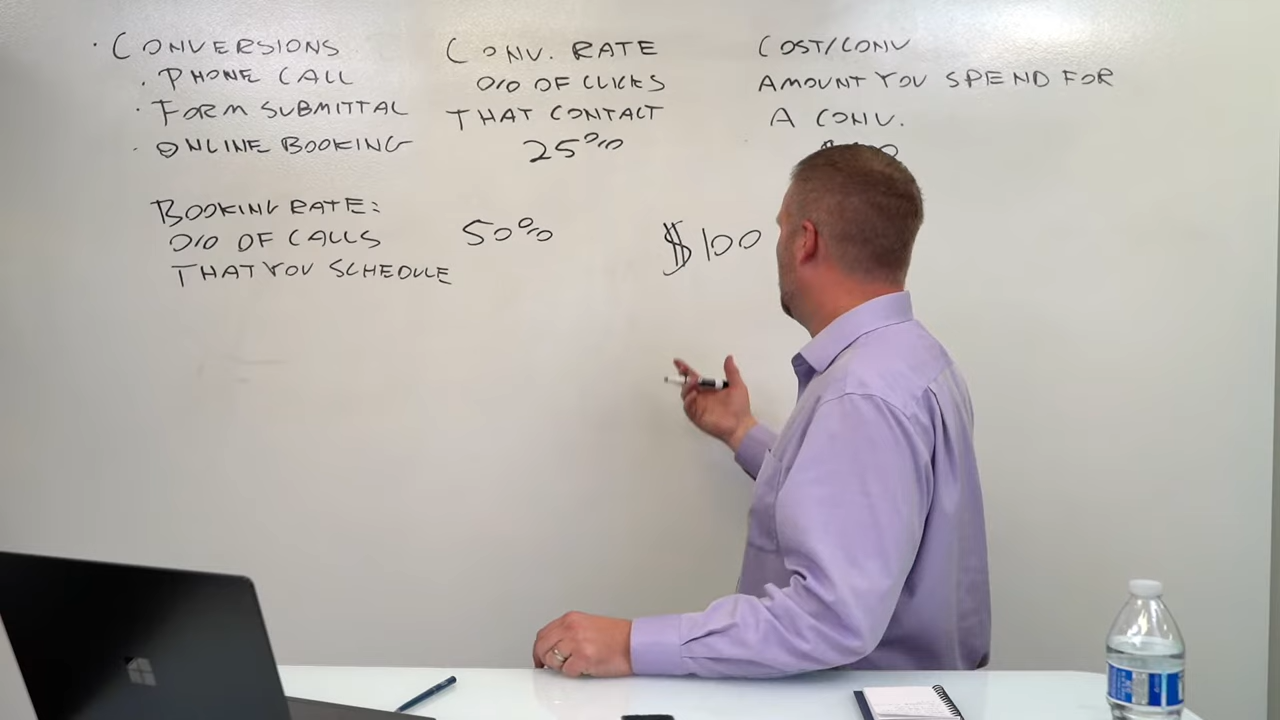 · CONVERSIONS
· PHONE CALL
· FORM SUBMITTAL
· ONLINE BOOKING
CONV. RATE
% OF CLICKS
THAT CONTACT
25%
COST/CONV
AMOUNT YOU SPEND FOR
A CONV.
BOOKING RATE:
% OF CALLS
THAT YOU SCHEDULE
50%
$100